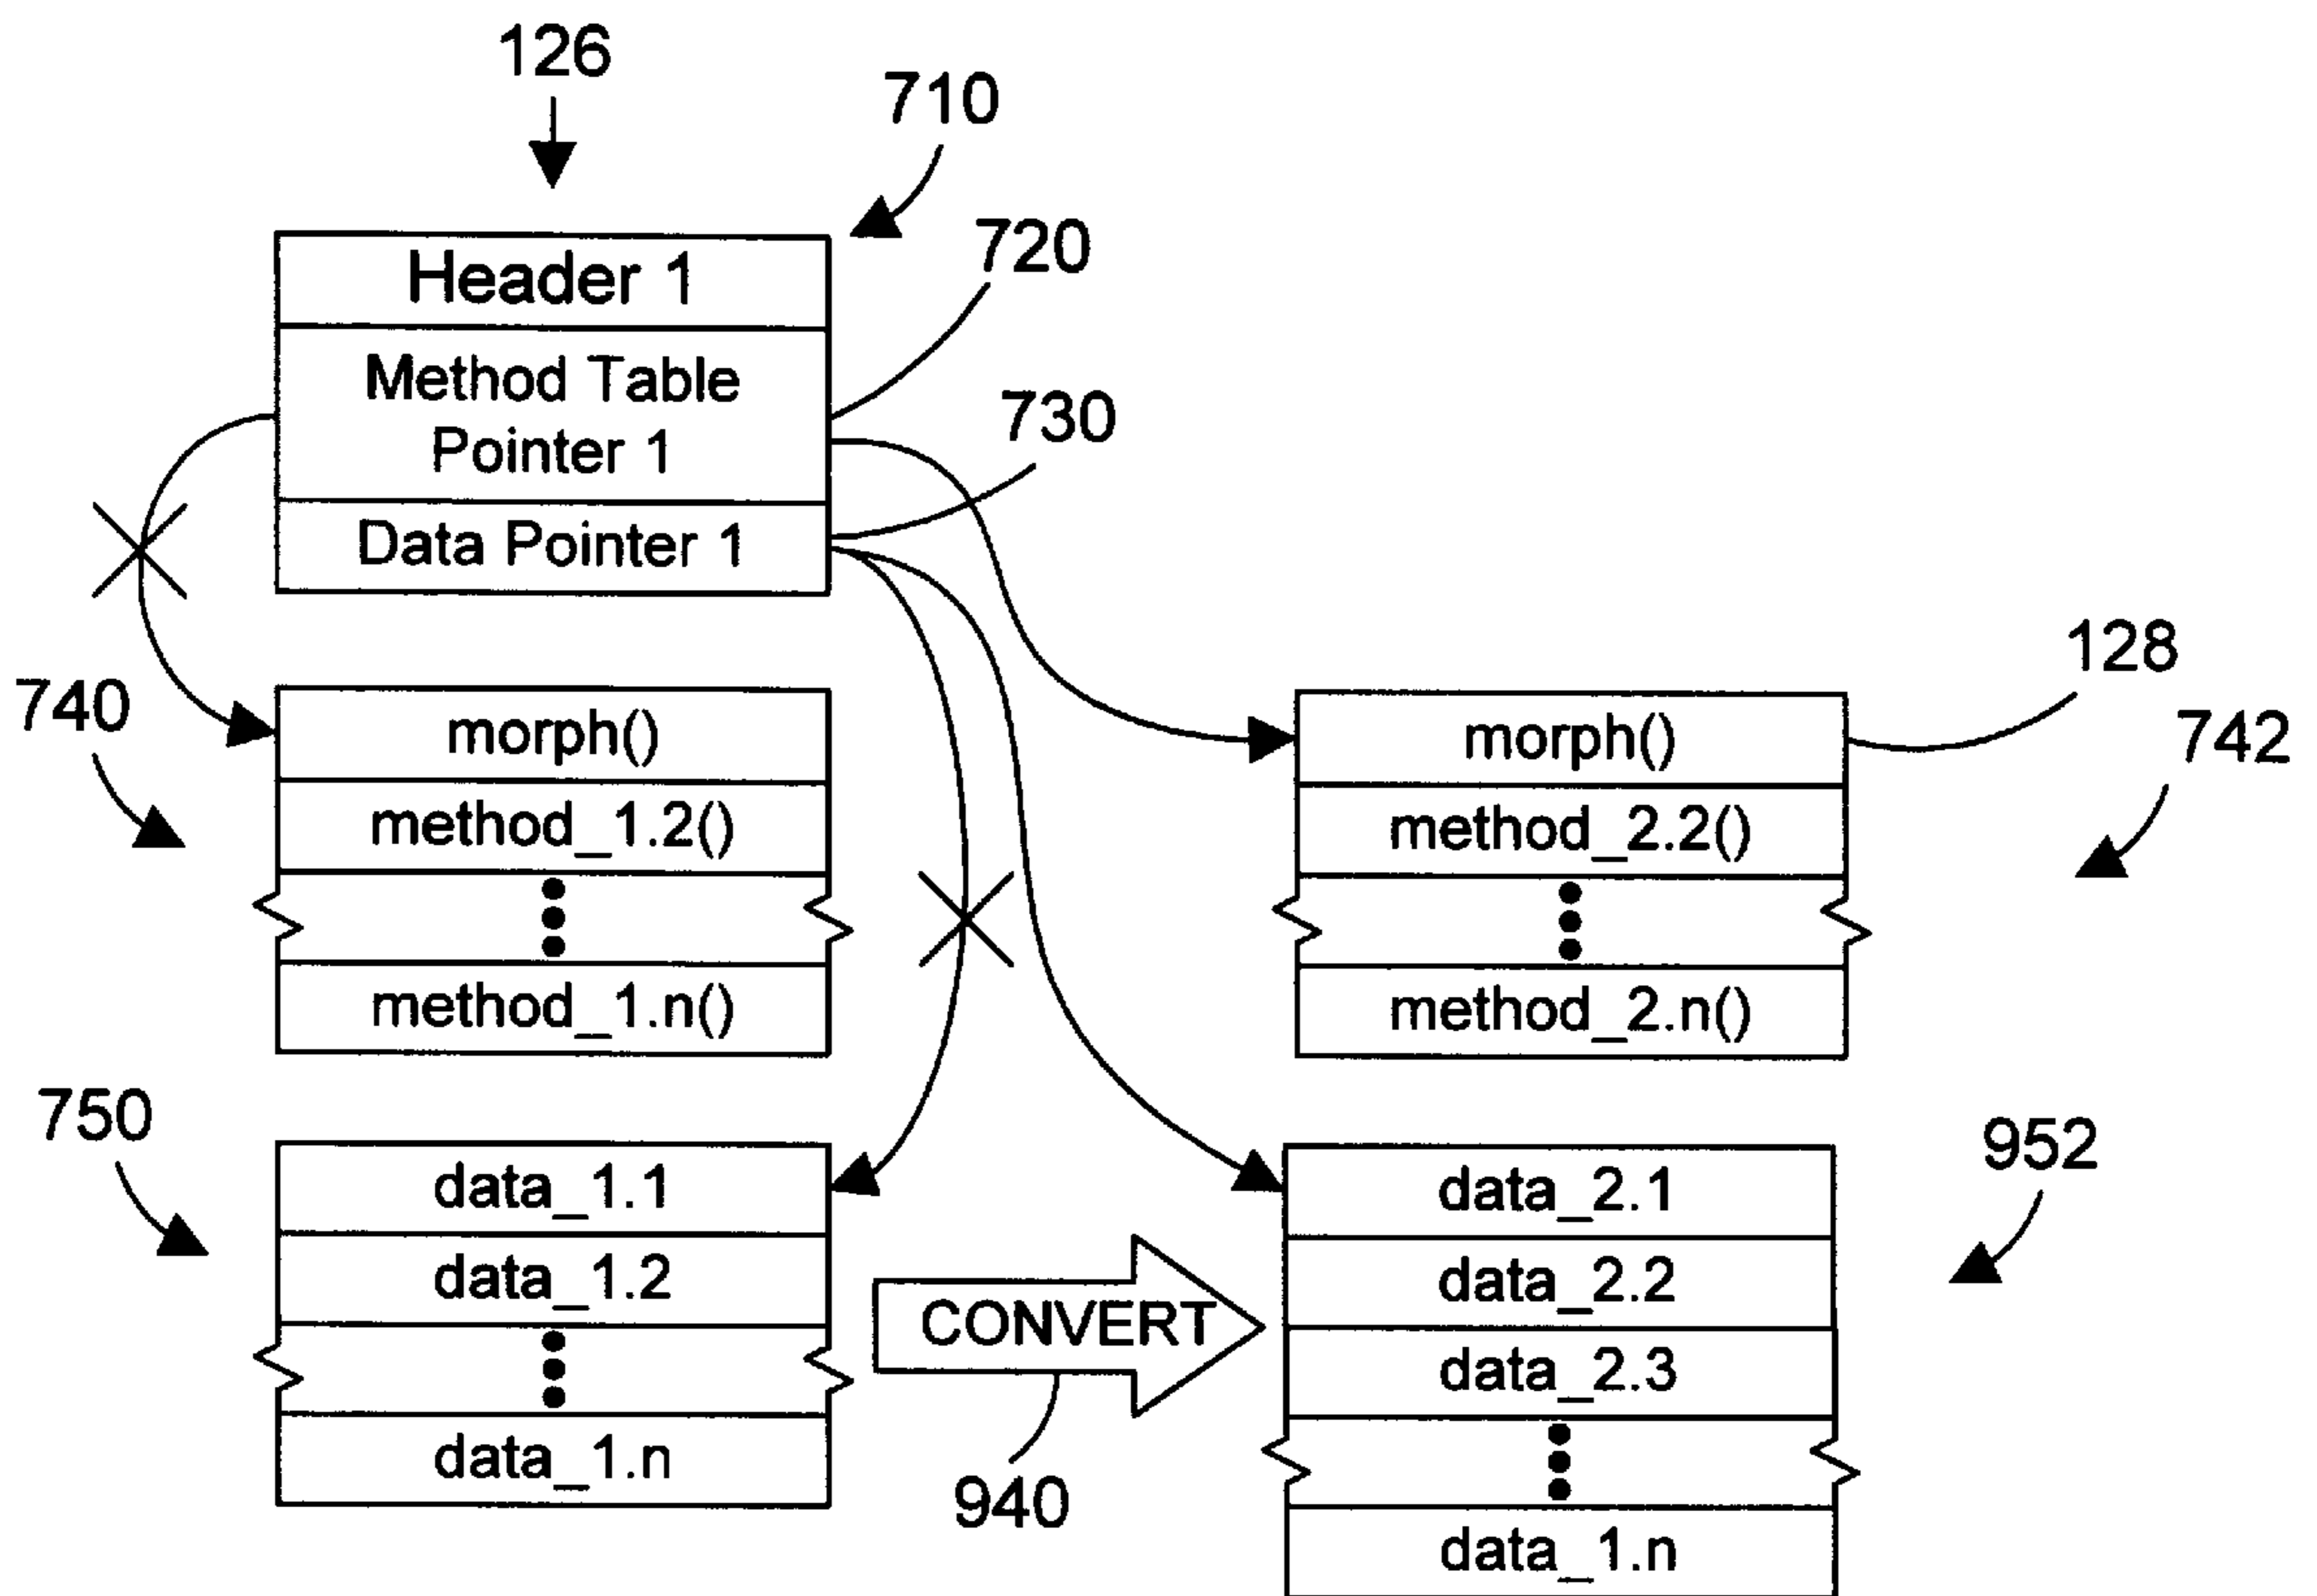 126
710
720
Header 1
Method Table
Pointer 1
730
Data Pointer 1
128
740
742
morph()
method_1.2()
method_1.n()
morph()
method_2.2()
method_2.n()
750
952
data_1.1
data_1.2
data_1.n
CONVERT
940
data_2.1
data_2.2
data_2.3
data_1.n